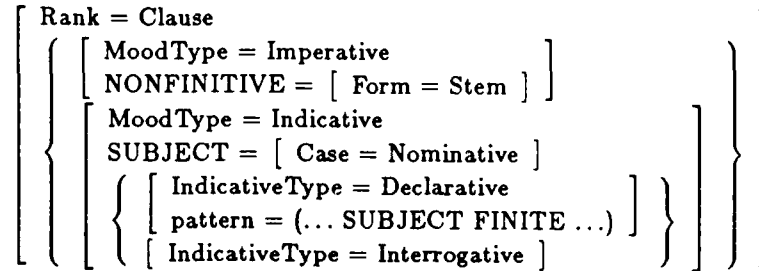 Rank = Clause
MoodType = Imperative
NONFINITIVE = [ Form = Stem ]
MoodType = Indicative
SUBJECT = [ Case = Nominative ]
IndicativeType = Declarative
pattern = (... SUBJECT FINITE ...)
[ IndicativeType = Interrogative ]